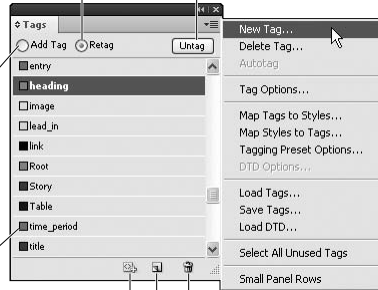 Tags
Add Tag
Retag
Untag
entry
heading
image
lead_in
link
Root
Story
Table
time_period
title
New Tag...
Delete Tag...
Autotag
Tag Options...
Map Tags to Styles...
Map Styles to Tags...
Tagging Preset Options...
DTD Options...
Load Tags...
Save Tags...
Load DTD...
Select All Unused Tags
Small Panel Rows